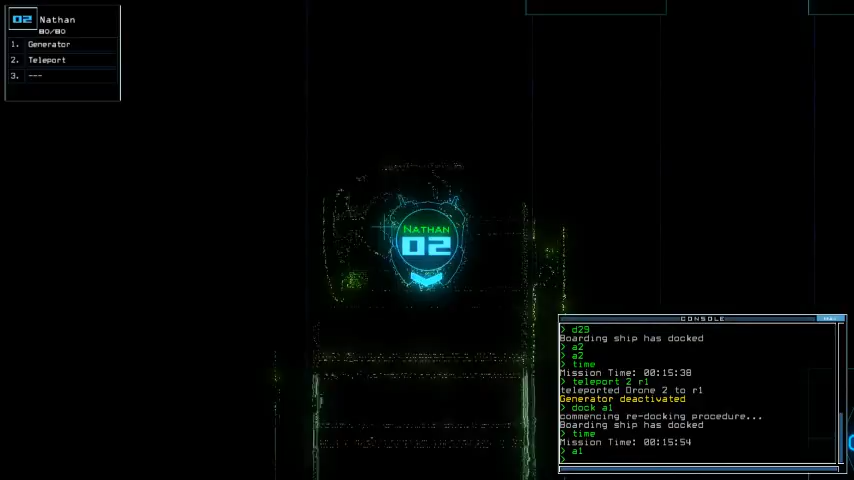 02 Nathan
80/80
1. Generator
2. Teleport
3. ---
NATHAN
02
CONSOLE
> d29
Boarding ship has docked
> a2
> a2
> time
Mission Time: 00:15:38
> teleport 2 r1
teleported Drone 2 to r1
Generator deactivated
> dock a1
commencing re-docking procedure...
Boarding ship has docked
> time
Mission Time: 00:15:54
> a1
>